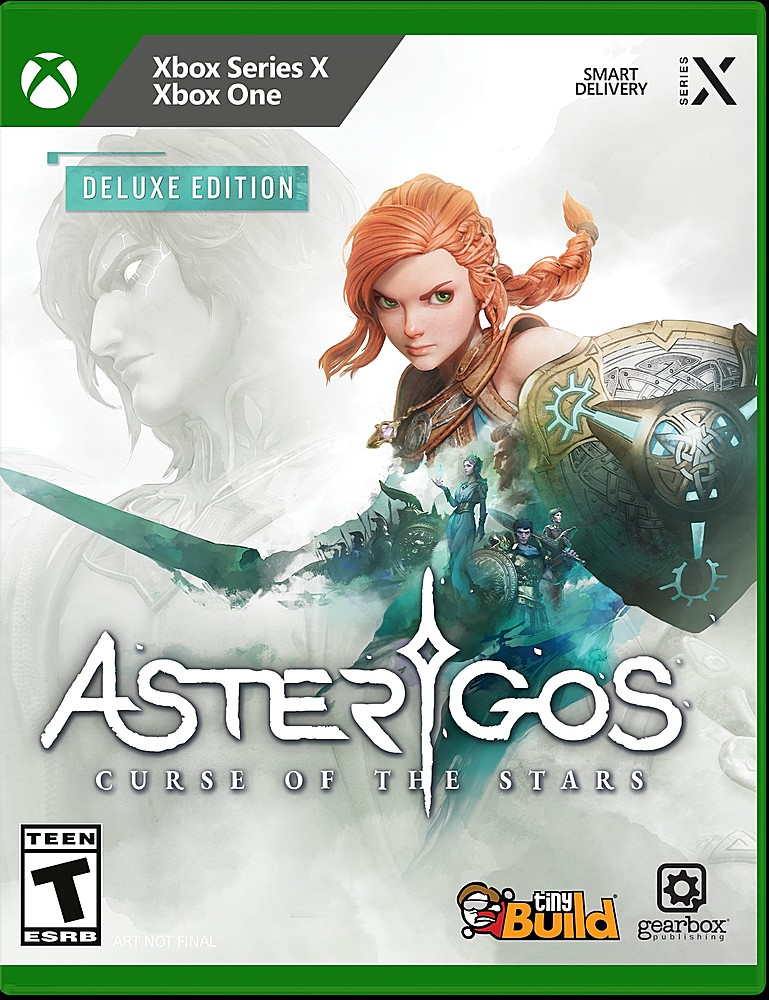 Xbox Series X
Xbox One
SMART
DELIVERY
SERIES X
DELUXE EDITION
ASTERIGOS
CURSE OF THE STARS
TEEN
T
ESRB
ART NOT FINAL
tiny
Build
gearbox
publishing